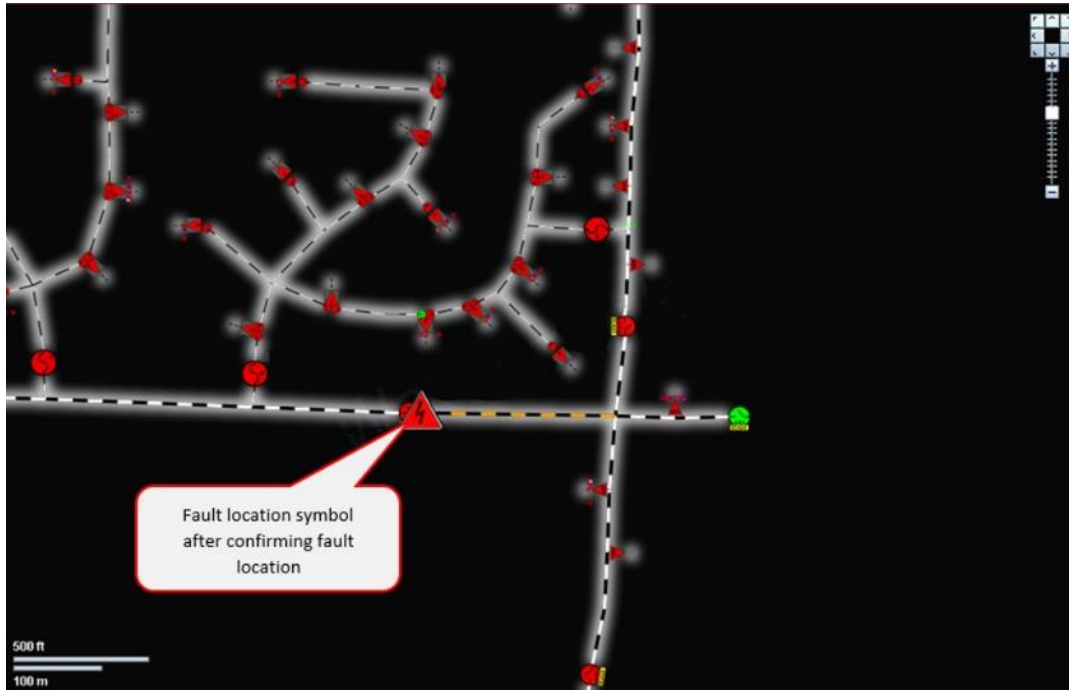 Fault location symbol
after confirming fault
location
500 ft
100 m